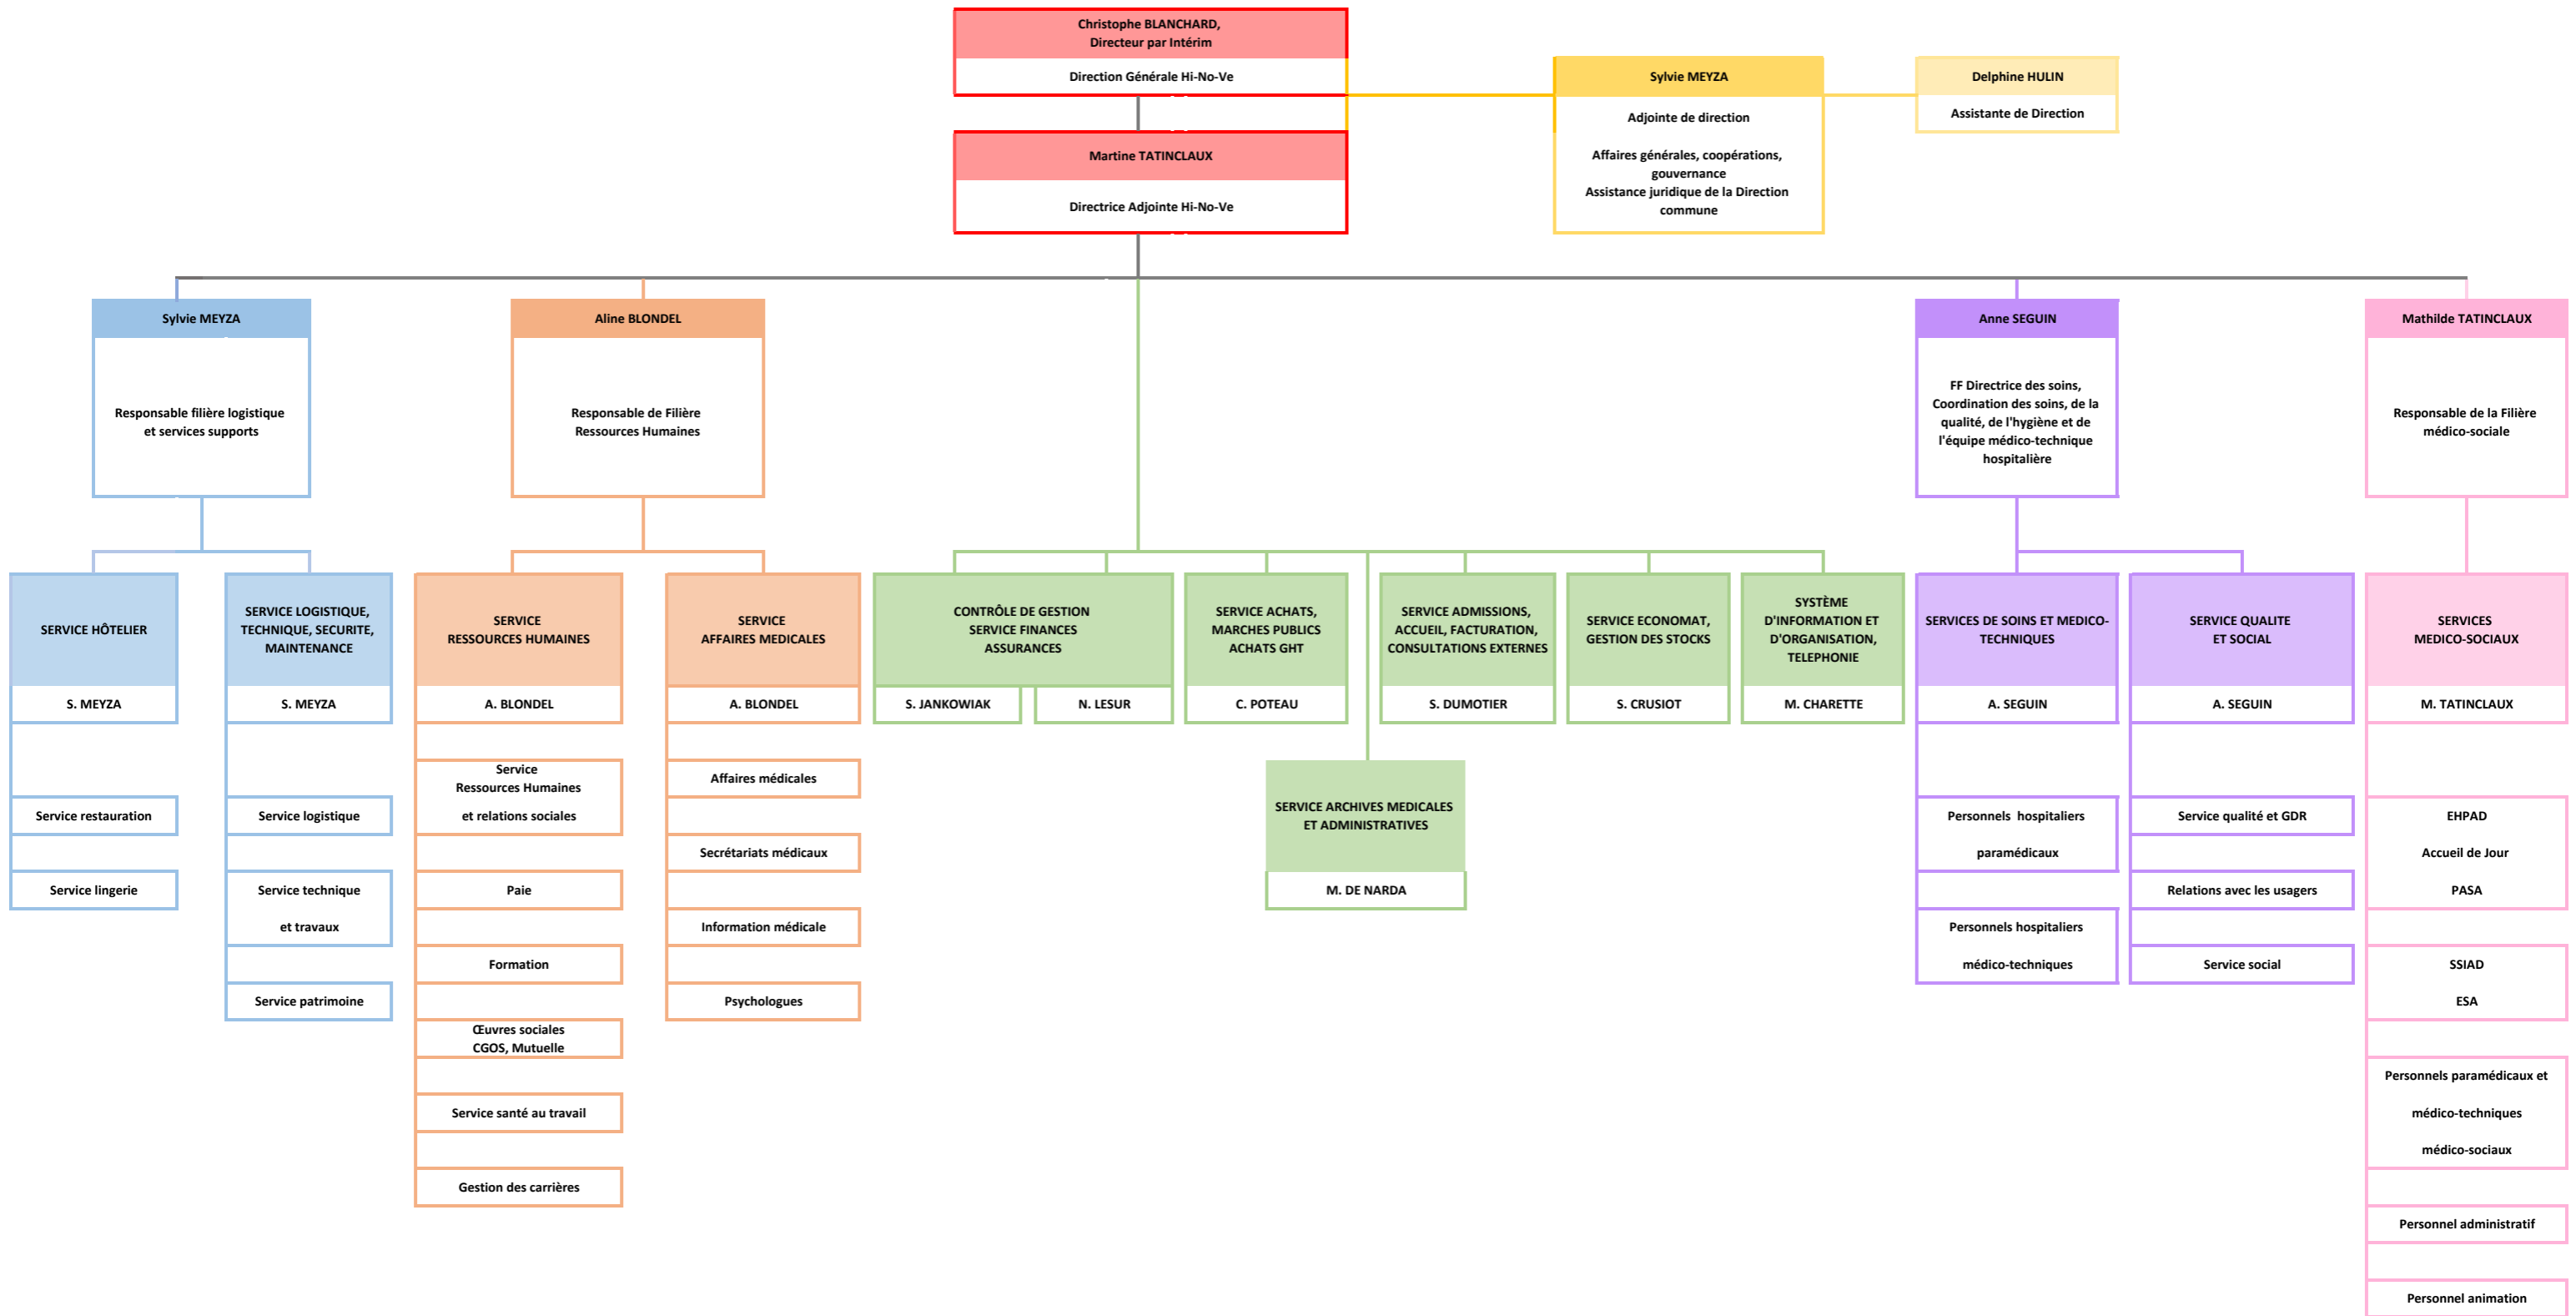 Christophe BLANCHARD,
Directeur par Intérim
Direction Générale Hi-No-Ve
Sylvie MEYZA
Adjointe de direction
Affaires générales, coopérations,
gouvernance
Assistance juridique de la Direction
commune
Delphine HULIN
Assistante de Direction
Martine TATINCLAUX
Directrice Adjointe Hi-No-Ve
Sylvie MEYZA
Responsable filière logistique
et services supports
Aline BLONDEL
Responsable de Filière
Ressources Humaines
Anne SEGUIN
FF Directrice des soins,
Coordination des soins, de la
qualité, de l'hygiène et de
l'équipe médico-technique
hospitalière
Mathilde TATINCLAUX
Responsable de la Filière
médico-sociale
SERVICE HÔTELIER
S. MEYZA
Service restauration
Service lingerie
SERVICE LOGISTIQUE,
TECHNIQUE, SECURITE,
MAINTENANCE
S. MEYZA
Service logistique
Service technique
et travaux
Service patrimoine
SERVICE
RESSOURCES HUMAINES
A. BLONDEL
Service
Ressources Humaines
et relations sociales
Paie
Formation
Œuvres sociales
CGOS, Mutuelle
Service santé au travail
Gestion des carrières
SERVICE
AFFAIRES MEDICALES
A. BLONDEL
Affaires médicales
Secrétariats médicaux
Information médicale
Psychologues
CONTRÔLE DE GESTION
SERVICE FINANCES
ASSURANCES
S. JANKOWIAK
N. LESUR
SERVICE ACHATS,
MARCHES PUBLICS
ACHATS GHT
C. POTEAU
SERVICE ADMISSIONS,
ACCUEIL, FACTURATION,
CONSULTATIONS EXTERNES
S. DUMOTIER
SERVICE ECONOMAT,
GESTION DES STOCKS
S. CRUSIOT
SYSTÈME
D'INFORMATION ET
D'ORGANISATION,
TELEPHONIE
M. CHARETTE
SERVICE ARCHIVES MEDICALES
ET ADMINISTRATIVES
M. DE NARDA
SERVICES DE SOINS ET MEDICO-
TECHNIQUES
A. SEGUIN
Personnels hospitaliers
paramédicaux
Personnels hospitaliers
médico-techniques
SERVICE QUALITE
ET SOCIAL
A. SEGUIN
Service qualité et GDR
Relations avec les usagers
Service social
SERVICES
MEDICO-SOCIAUX
M. TATINCLAUX
EHPAD
Accueil de Jour
PASA
SSIAD
ESA
Personnels paramédicaux et
médico-techniques
médico-sociaux
Personnel administratif
Personnel animation